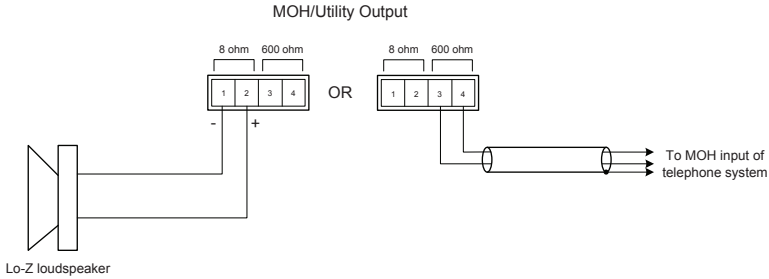 MOH/Utility Output
8 ohm 600 ohm
1 2 3 4
- +
OR
8 ohm 600 ohm
1 2 3 4
To MOH input of
telephone system
Lo-Z loudspeaker